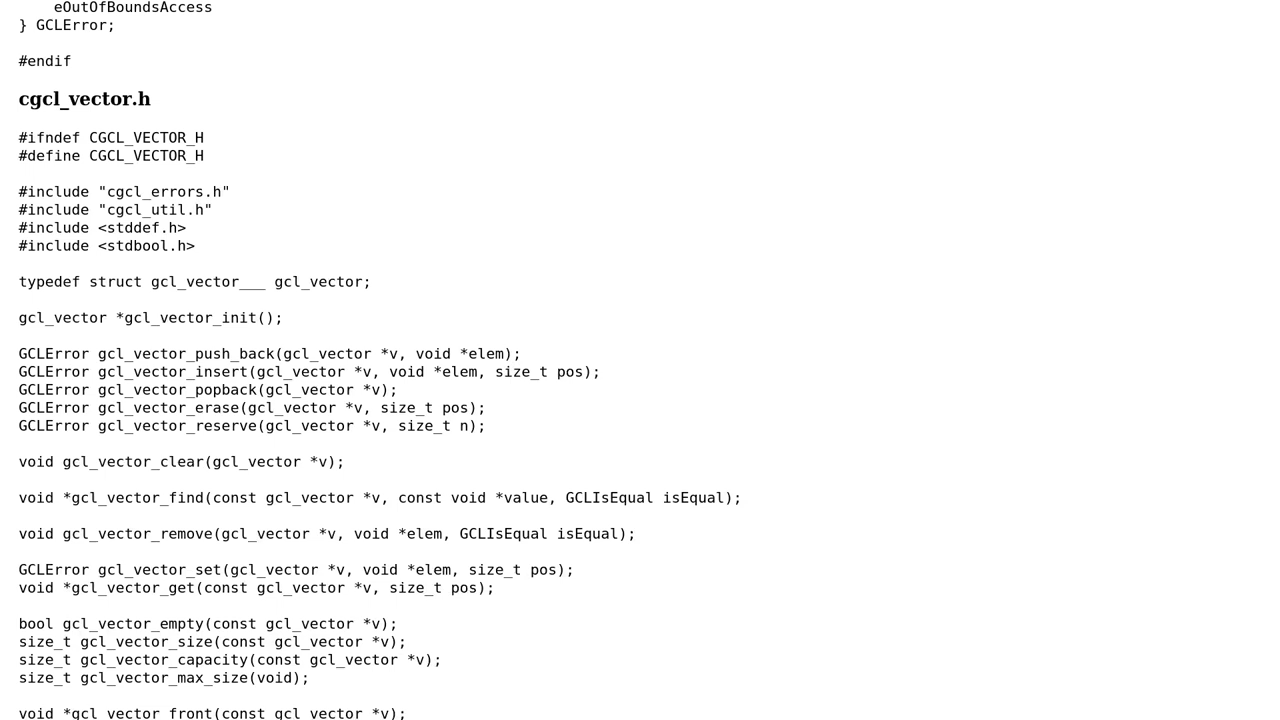 eOutOfBoundsAccess
} GCLError;

#endif

cgcl_vector.h

#ifndef CGCL_VECTOR_H
#define CGCL_VECTOR_H

#include "cgcl_errors.h"
#include "cgcl_util.h"
#include <stddef.h>
#include <stdbool.h>

typedef struct gcl_vector___ gcl_vector;

gcl_vector *gcl_vector_init();

GCLError gcl_vector_push_back(gcl_vector *v, void *elem);
GCLError gcl_vector_insert(gcl_vector *v, void *elem, size_t pos);
GCLError gcl_vector_popback(gcl_vector *v);
GCLError gcl_vector_erase(gcl_vector *v, size_t pos);
GCLError gcl_vector_reserve(gcl_vector *v, size_t n);

void gcl_vector_clear(gcl_vector *v);

void *gcl_vector_find(const gcl_vector *v, const void *value, GCLIsEqual isEqual);

void gcl_vector_remove(gcl_vector *v, void *elem, GCLIsEqual isEqual);

GCLError gcl_vector_set(gcl_vector *v, void *elem, size_t pos);
void *gcl_vector_get(const gcl_vector *v, size_t pos);

bool gcl_vector_empty(const gcl_vector *v);
size_t gcl_vector_size(const gcl_vector *v);
size_t gcl_vector_capacity(const gcl_vector *v);
size_t gcl_vector_max_size(void);

void *gcl_vector_front(const gcl_vector *v);